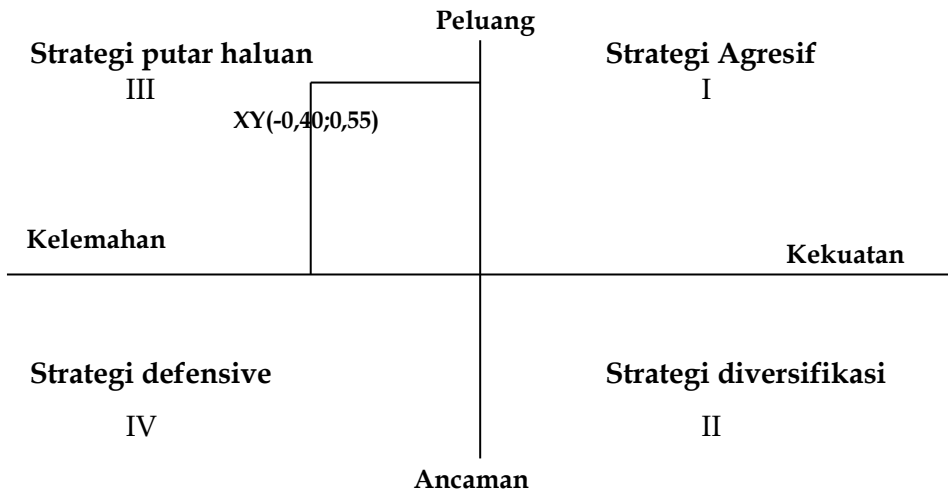 Peluang
Strategi putar haluan
Strategi Agresif
III
I
XY(-0,40;0,55)
Kelemahan
Kekuatan
Strategi defensive
Strategi diversifikasi
IV
II
Ancaman